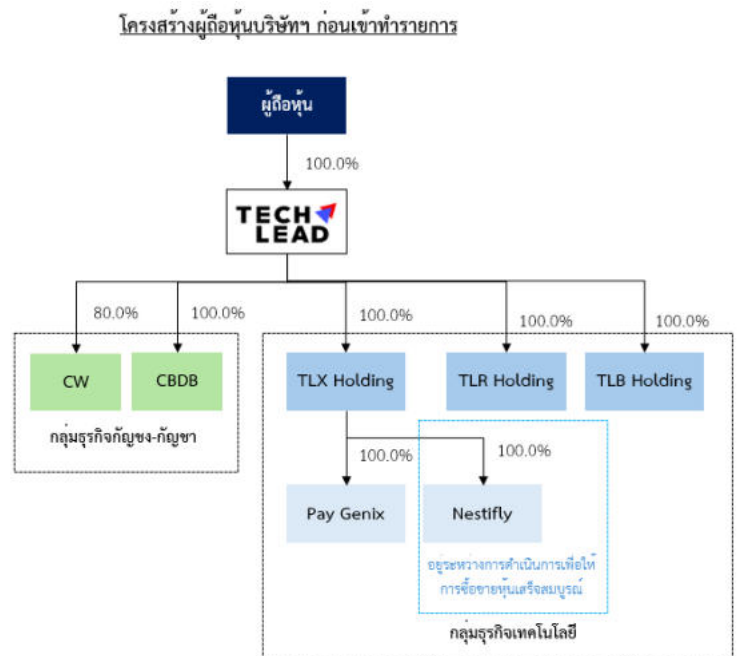 โครงสร้างผู้ถือหุ้นบริษัทฯ ก่อนเข้าทำรายการ
ผู้ถือหุ้น
100.0%
TECH
LEAD
80.0%
100.0%
100.0%
100.0%
100.0%
CW
CBDB
TLX Holding
TLR Holding
TLB Holding
กลุ่มธุรกิจกัญชง-กัญชา
100.0%
100.0%
Pay Genix
Nestifly
อยู่ระหว่างการดำเนินการเพื่อให้
การซื้อขายหุ้นเสร็จสมบูรณ์
กลุ่มธุรกิจเทคโนโลยี